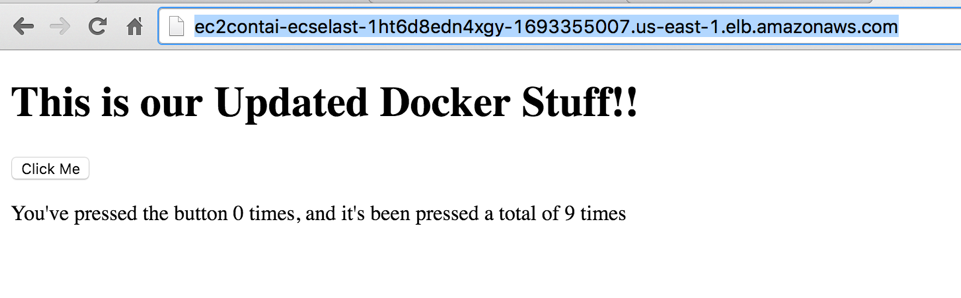 ec2contai-ecselast-1ht6d8edn4xgy-1693355007.us-east-1.elb.amazonaws.com
This is our Updated Docker Stuff!!
Click Me
You've pressed the button 0 times, and it's been pressed a total of 9 times